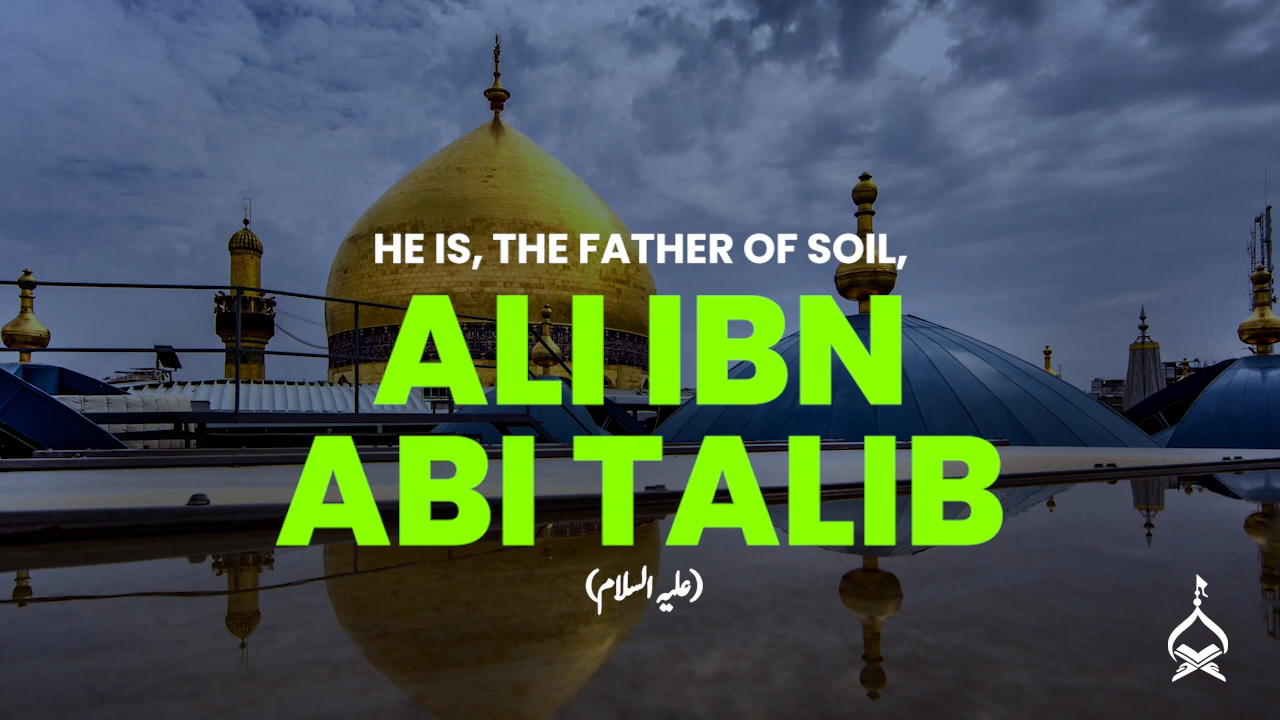 HE IS, THE FATHER OF SOIL,
ALI IBN
ABI TALIB
(عليه السلام)